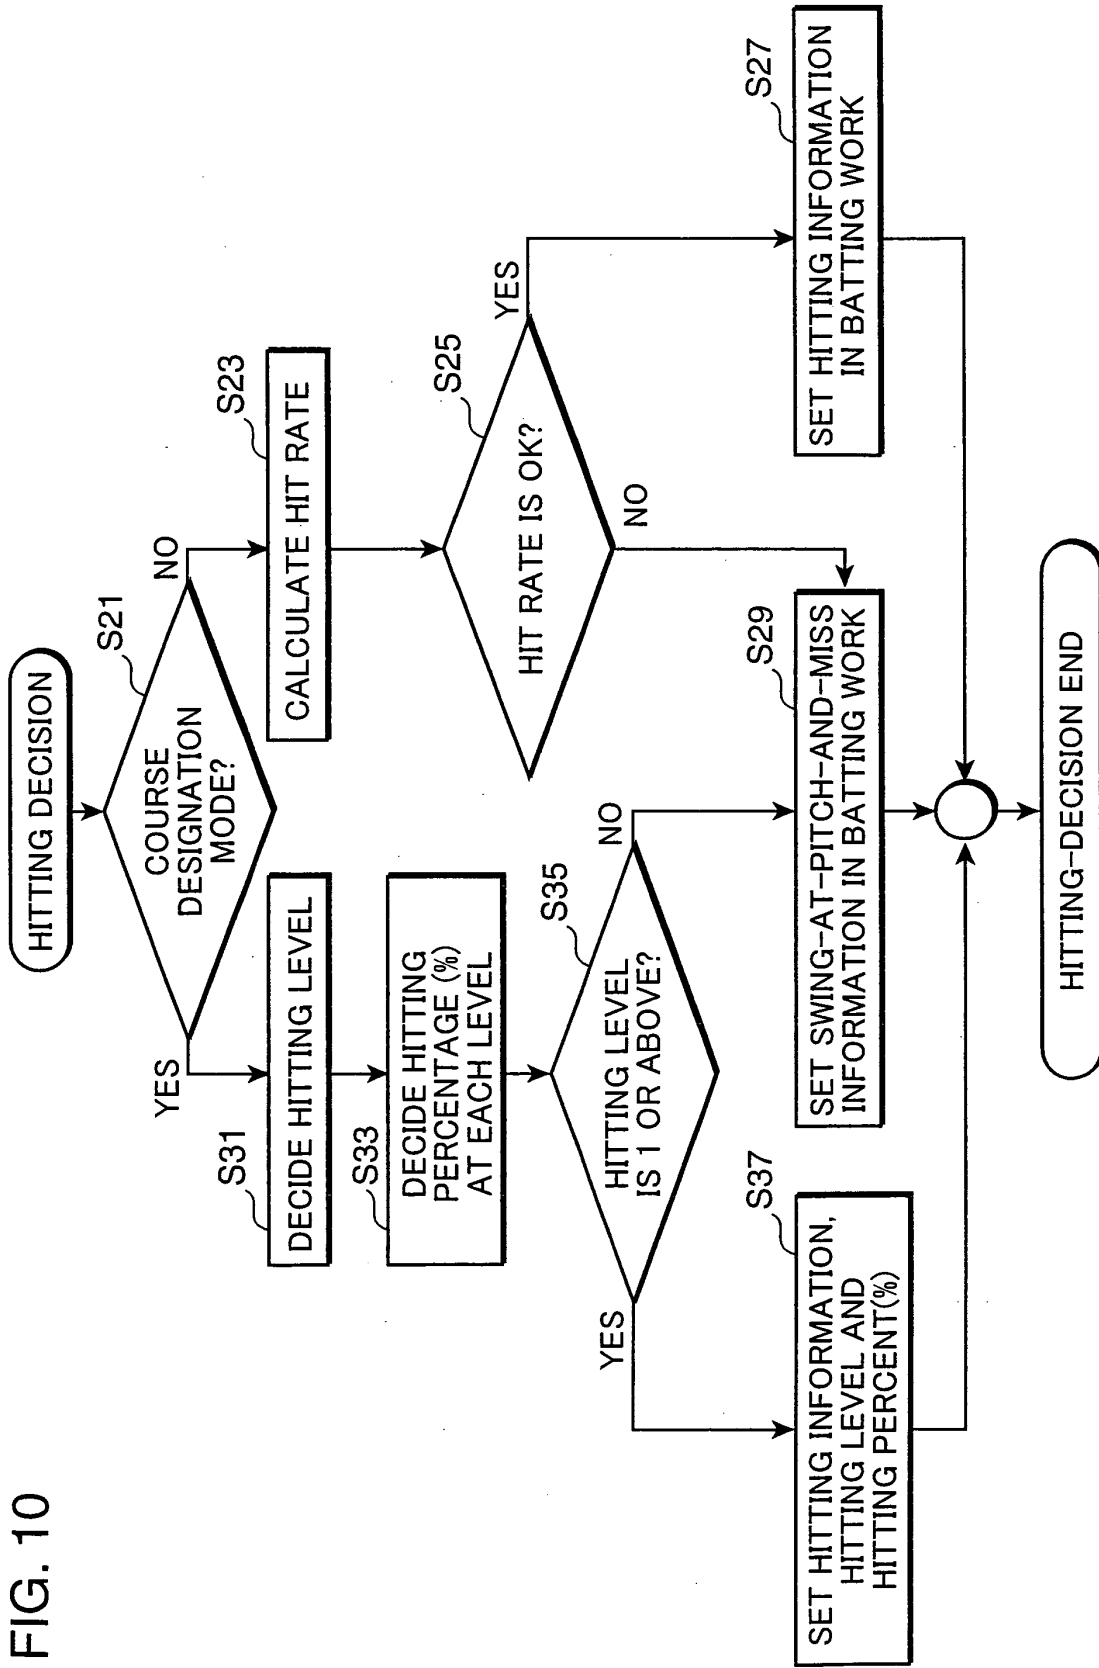 FIG. 10
HITTING DECISION
S21
COURSE
DESIGNATION
MODE?
YES
NO
S31
DECIDE HITTING LEVEL
S23
CALCULATE HIT RATE
S33
DECIDE HITTING
PERCENTAGE (%)
AT EACH LEVEL
S25
HIT RATE IS OK?
YES
NO
S35
HITTING LEVEL
IS 1 OR ABOVE?
YES
NO
S37
SET HITTING INFORMATION,
HITTING LEVEL AND
HITTING PERCENT(%)
S29
SET SWING-AT-PITCH-AND-MISS
INFORMATION IN BATTING WORK
S27
SET HITTING INFORMATION
IN BATTING WORK
HITTING-DECISION END